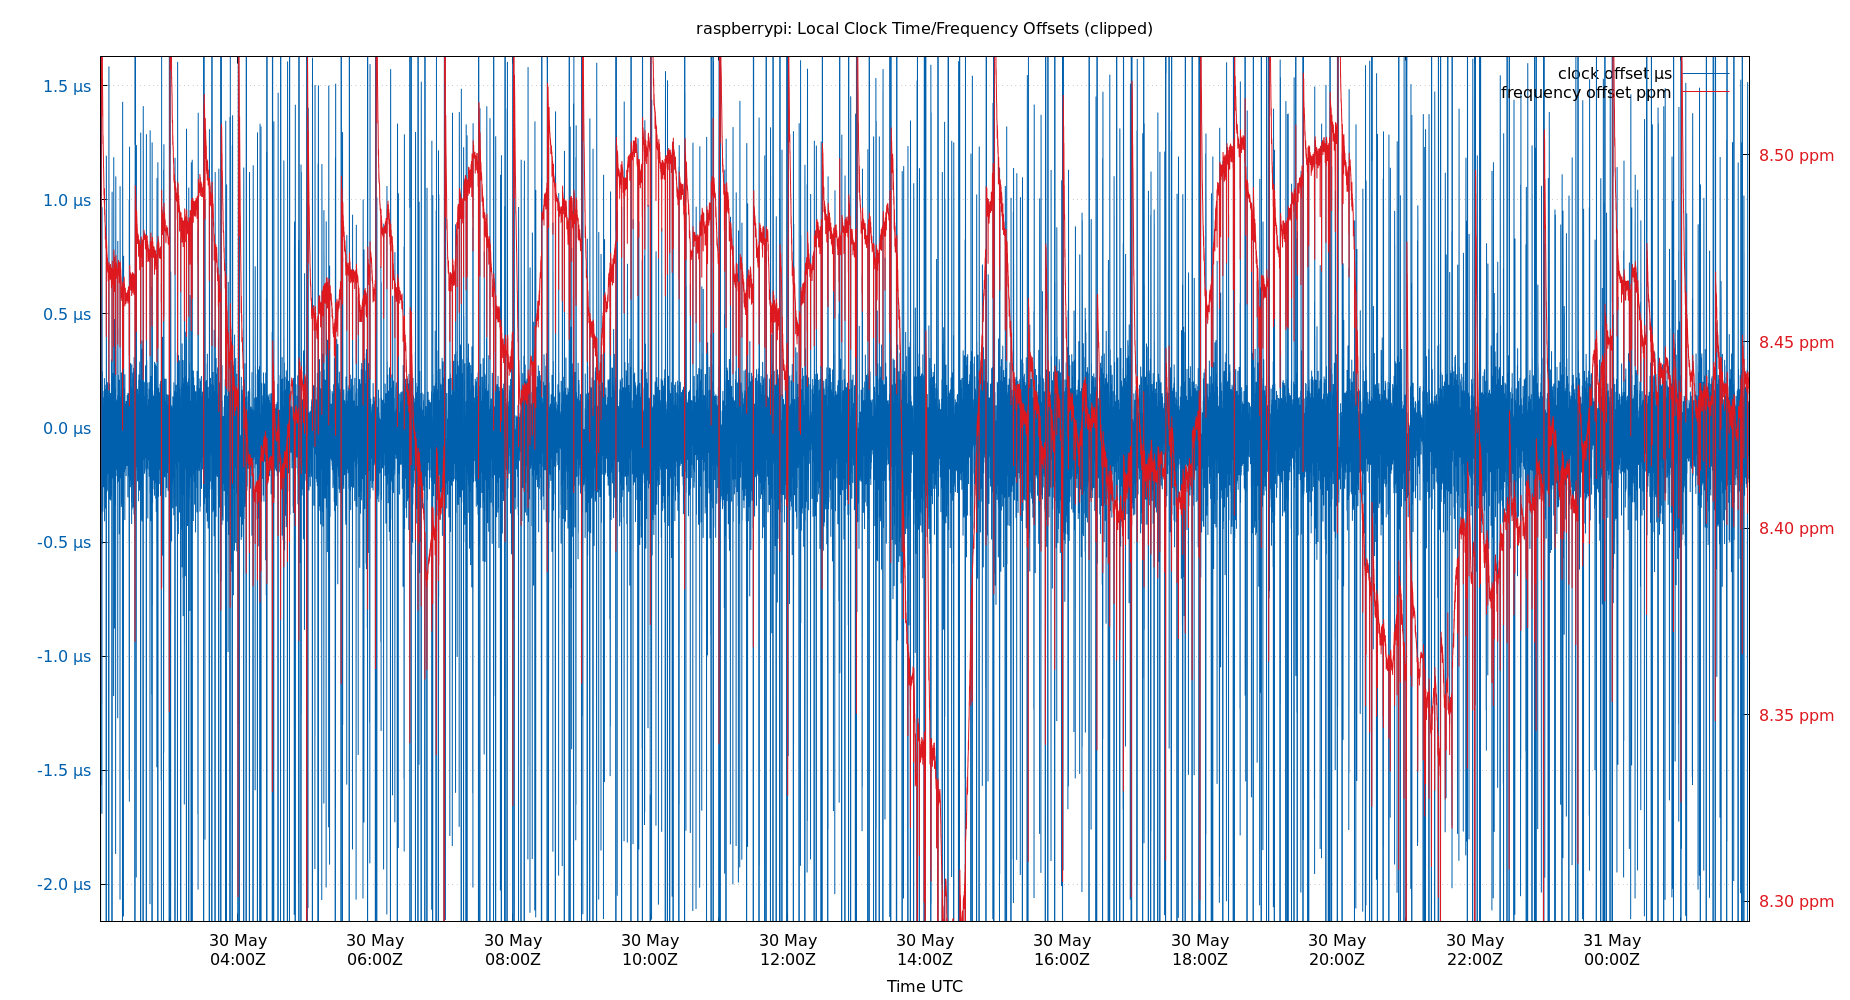 raspberrypi: Local Clock Time/Frequency Offsets (clipped)
clock offset µs
frequency offset ppm
1.5 µs
1.0 µs
0.5 µs
0.0 µs
-0.5 µs
-1.0 µs
-1.5 µs
-2.0 µs
8.50 ppm
8.45 ppm
8.40 ppm
8.35 ppm
8.30 ppm
30 May
04:00Z
30 May
06:00Z
30 May
08:00Z
30 May
10:00Z
30 May
12:00Z
30 May
14:00Z
30 May
16:00Z
30 May
18:00Z
30 May
20:00Z
30 May
22:00Z
31 May
00:00Z
Time UTC